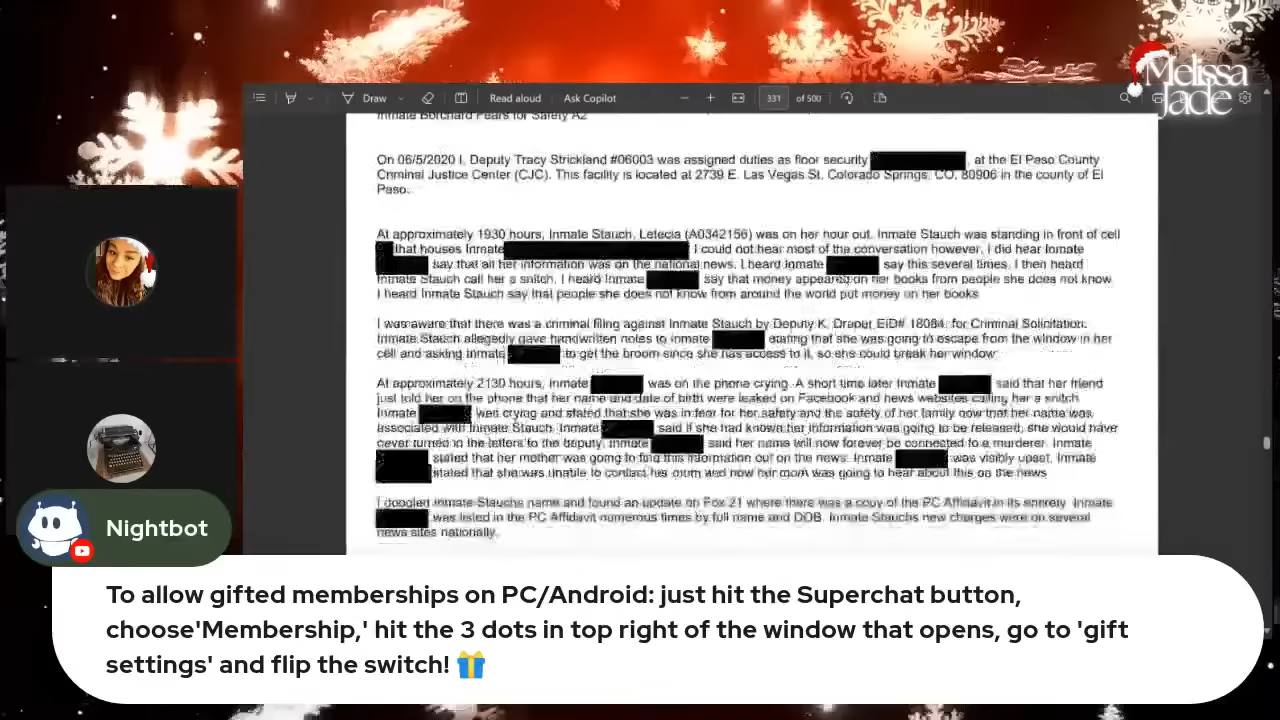 Melissa
Jade
Draw
Read aloud
Ask Copilot
331
of 500
Inmate Borchard Fears for Safety A2
On 06/5/2020 I, Deputy Tracy Strickland #06003 was assigned duties as floor security , at the El Paso County
Criminal Justice Center (CJC). This facility is located at 2739 E. Las Vegas St, Colorado Springs, CO, 80906 in the county of El
Paso.
At approximately 1930 hours, Inmate Stauch, Letecia (A0342156) was on her hour out. Inmate Stauch was standing in front of cell
that houses Inmate I could not hear most of the conversation however, I did hear Inmate
say that all her information was on the national news. I heard Inmate say this several times. I then heard
Inmate Stauch call her a snitch. I heard Inmate say that money appeared on her books from people she does not know
I heard Inmate Stauch say that people she does not know from around the world put money on her books
I was aware that there was a criminal filing against Inmate Stauch by Deputy K. Draper EID# 18084, for Criminal Solicitation.
Inmate Stauch allegedly gave handwritten notes to Inmate stating that she was going to escape from the window in her
cell and asking Inmate to get the broom since she has access to it, so she could break her window
At approximately 2130 hours, Inmate was on the phone crying. A short time later Inmate said that her friend
just told her on the phone that her name and date of birth were leaked on Facebook and news websites calling her a snitch
Inmate was crying and stated that she was in fear for her safety and the safety of her family now that her name was
associated with Inmate Stauch. Inmate said if she had known her information was going to be released, she would have
never turned in the letters to the deputy. Inmate said her name will now forever be connected to a murderer. Inmate
stated that her mother was going to find this information out on the news. Inmate was visibly upset. Inmate
stated that she was unable to contact her mom and now her mom was going to hear about this on the news
I googled Inmate Stauchs name and found an update on Fox 21 where there was a copy of the PC Affidavit in its entirety. Inmate
was listed in the PC Affidavit numerous times by full name and DOB. Inmate Stauchs new charges were on several
news sites nationally.
Nightbot
To allow gifted memberships on PC/Android: just hit the Superchat button,
choose'Membership,' hit the 3 dots in top right of the window that opens, go to 'gift
settings' and flip the switch! 🎁